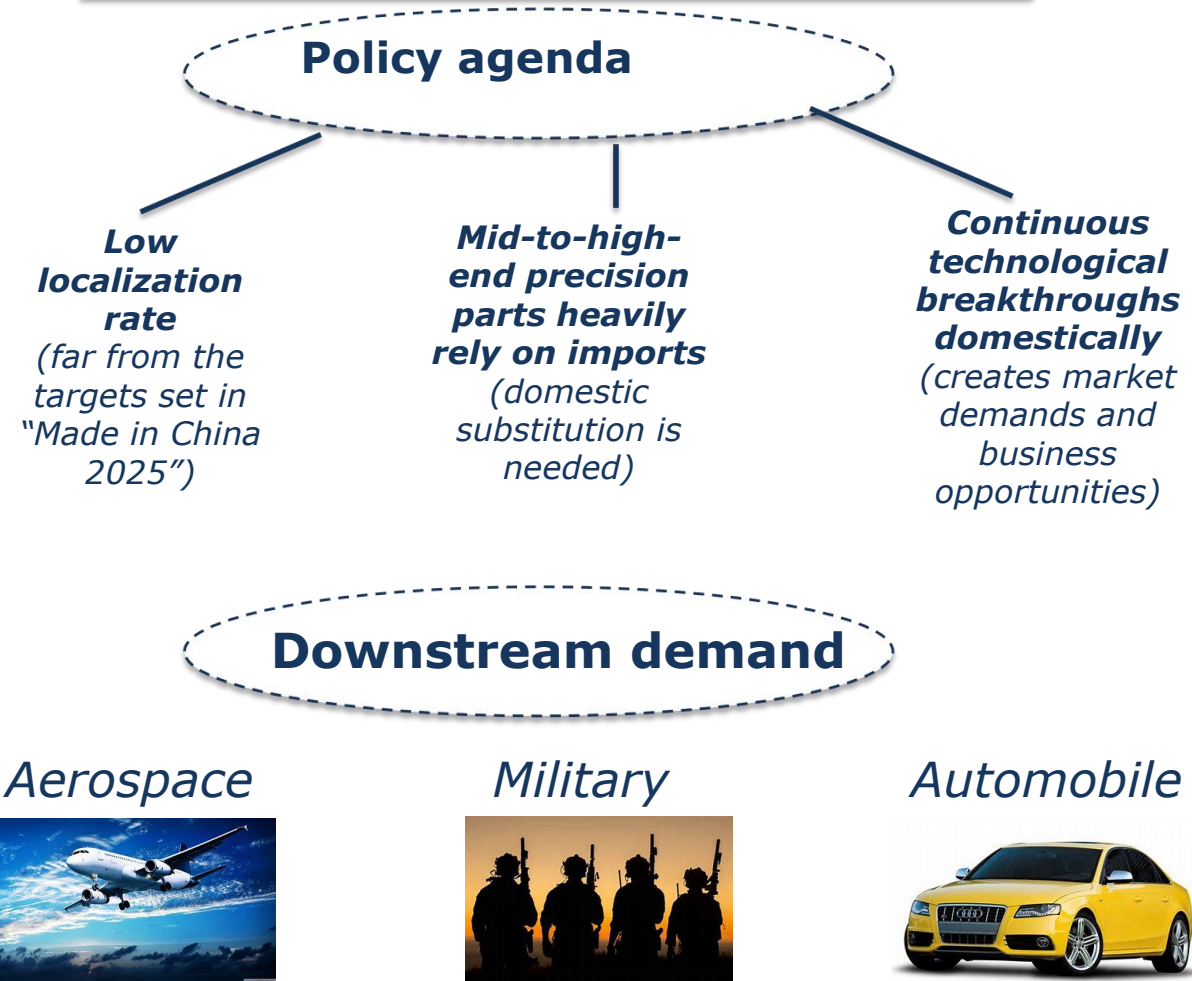 Policy agenda
Low
localization
rate
(far from the
targets set in
“Made in China
2025”)
Mid-to-high-
end precision
parts heavily
rely on imports
(domestic
substitution is
needed)
Continuous
technological
breakthroughs
domestically
(creates market
demands and
business
opportunities)
Downstream demand
Aerospace
Military
Automobile